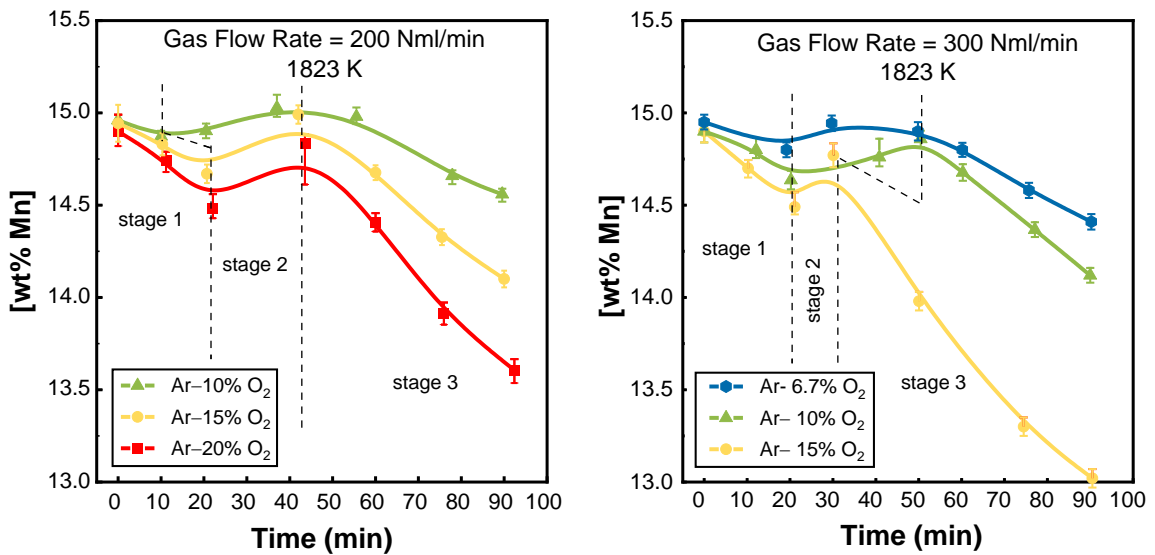 15.5
15.0
14.5
14.0
13.5
13.0
[wt% Mn]
Gas Flow Rate = 200 Nml/min
1823 K
stage 1
stage 2
stage 3
Ar–10% O₂
Ar–15% O₂
Ar–20% O₂
0 10 20 30 40 50 60 70 80 90 100
Time (min)
15.5
15.0
14.5
14.0
13.5
13.0
[wt% Mn]
Gas Flow Rate = 300 Nml/min
1823 K
stage 1
stage 2
stage 3
Ar- 6.7% O₂
Ar– 10% O₂
Ar– 15% O₂
0 10 20 30 40 50 60 70 80 90 100
Time (min)